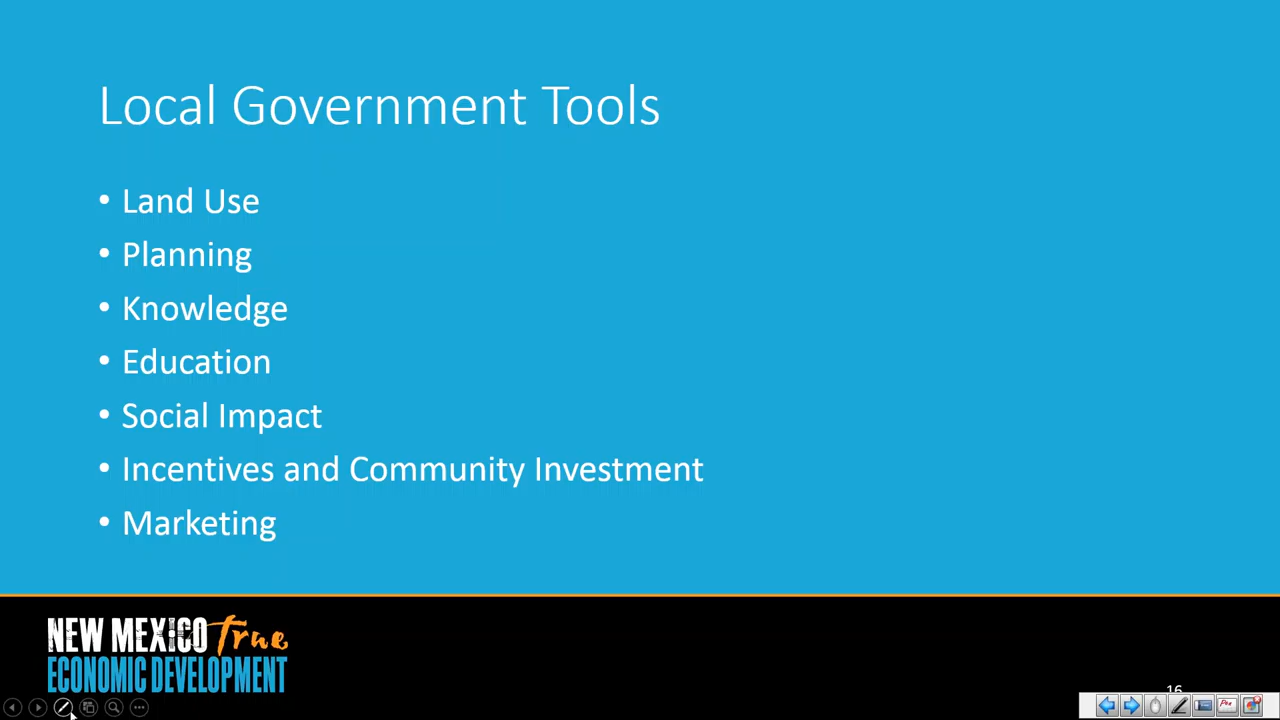 Local Government Tools
• Land Use
• Planning
• Knowledge
• Education
• Social Impact
• Incentives and Community Investment
• Marketing
NEW MEXICO True
ECONOMIC DEVELOPMENT
16